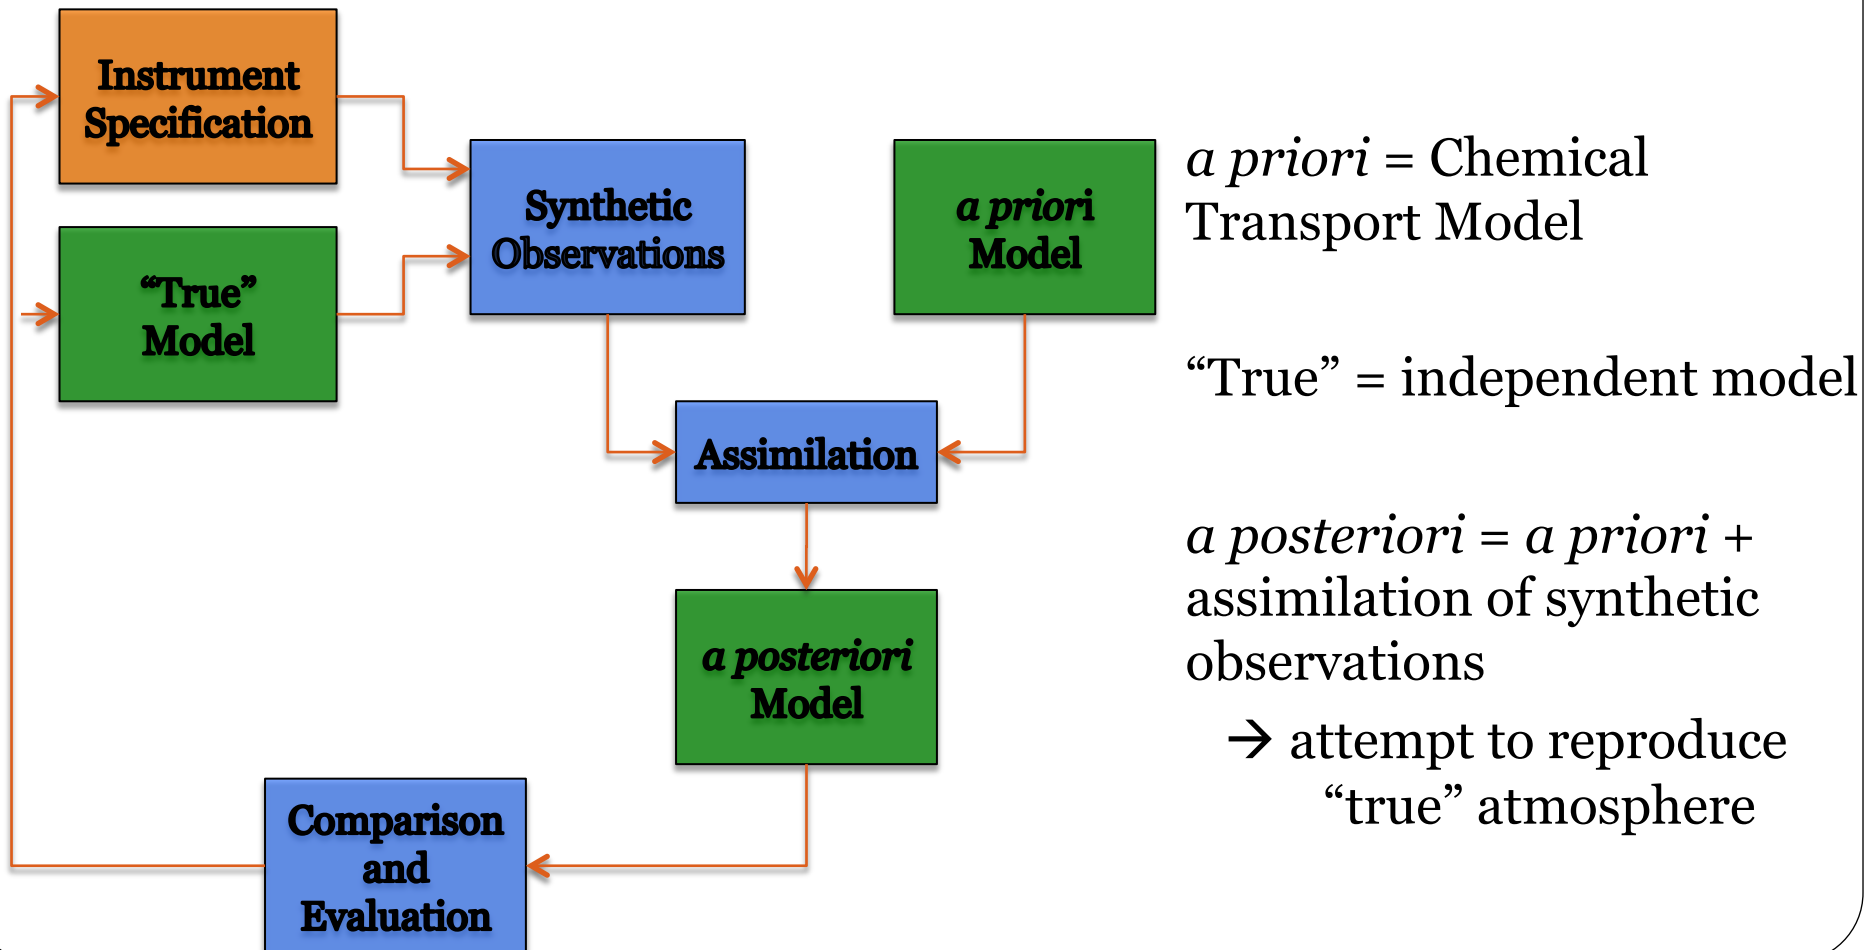 Instrument
Specification
“True”
Model
Synthetic
Observations
a priori
Model
Assimilation
a posteriori
Model
Comparison
and
Evaluation
a priori = Chemical
Transport Model
“True” = independent model
a posteriori = a priori +
assimilation of synthetic
observations
→ attempt to reproduce
“true” atmosphere